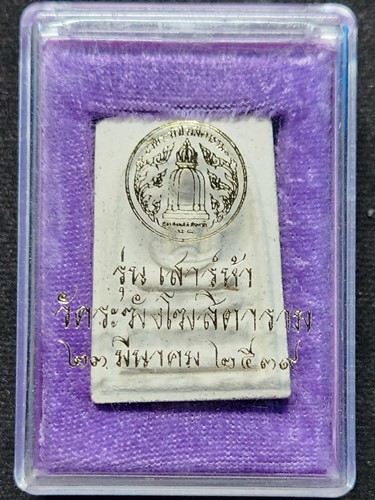 รุ่น เสาร์ห้า
วัดระฆังโฆสิตาราม
๒๓ มีนาคม ๒๕๓๙